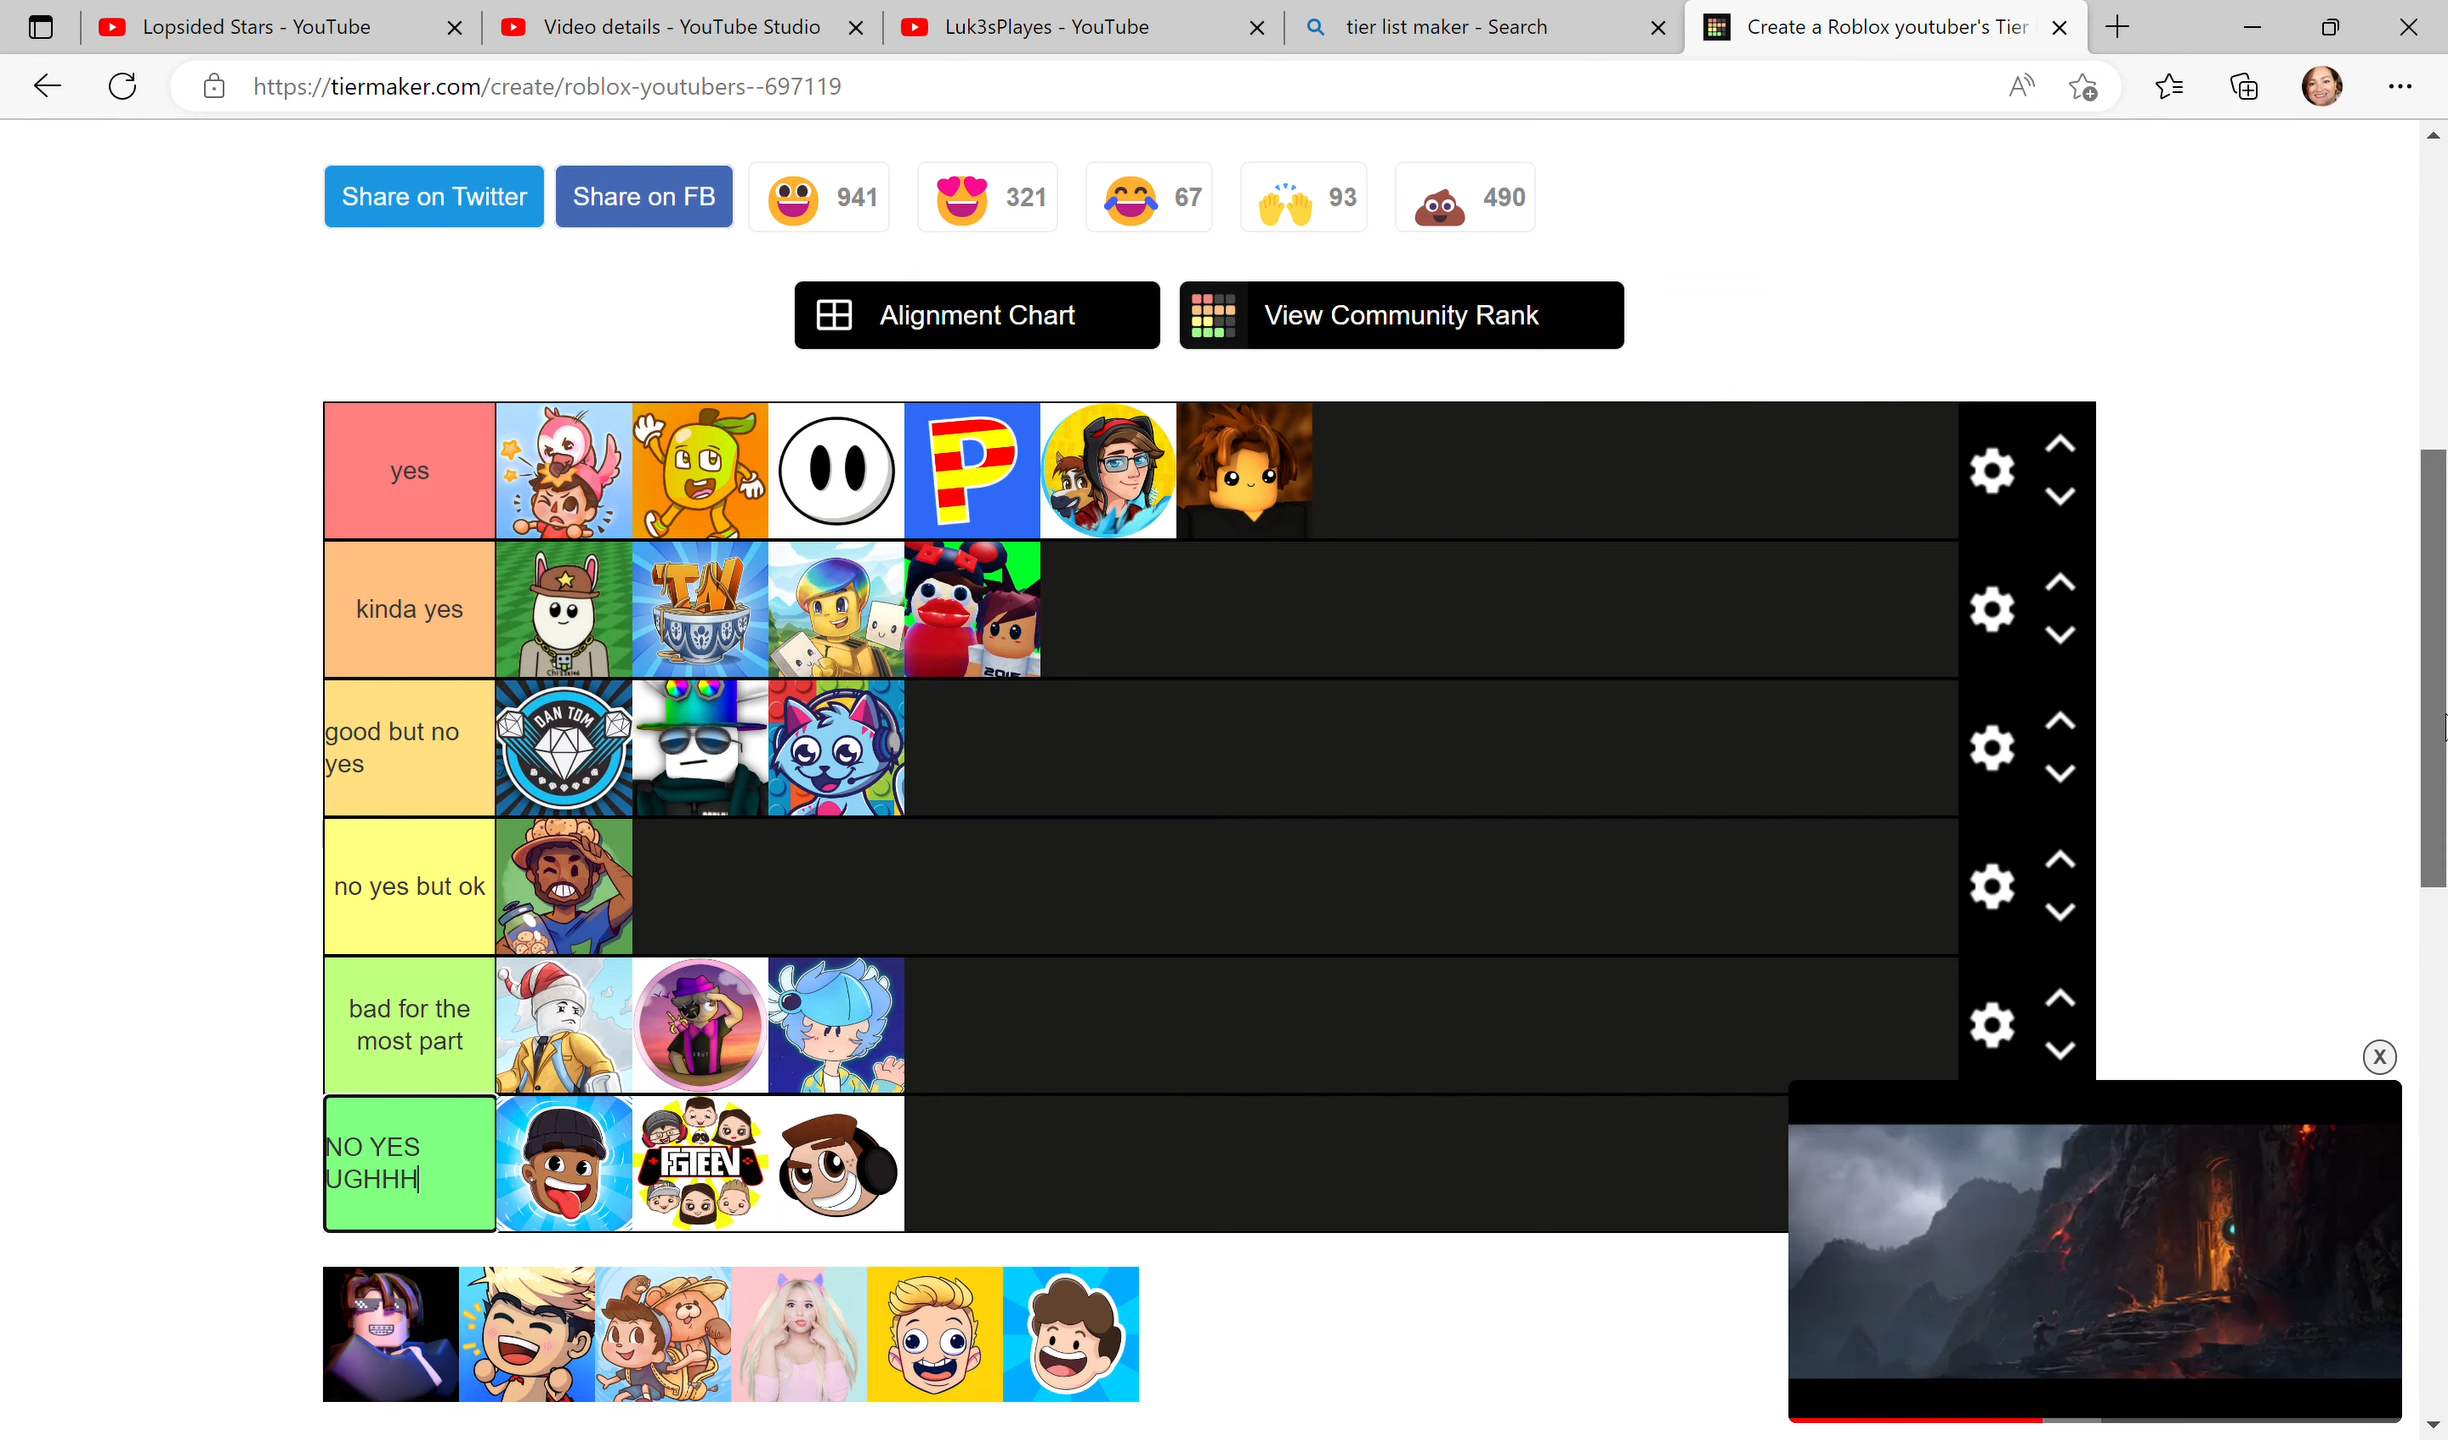 Lopsided Stars - YouTube
Video details - YouTube Studio
Luk3sPlayes - YouTube
tier list maker - Search
Create a Roblox youtuber's Tier
https://tiermaker.com/create/roblox-youtubers--697119
Share on Twitter
Share on FB
941
321
67
93
490
Alignment Chart
View Community Rank
yes
P
kinda yes
TAY
good but no
yes
DAN TDM
no yes but ok
bad for the
most part
NO YES
UGHHH
FGTEEV
X